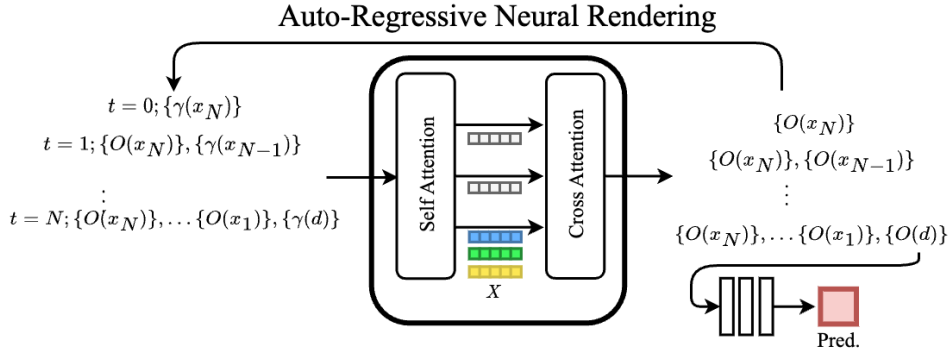 Auto-Regressive Neural Rendering
t = 0; {γ(x_N)}
t = 1; {O(x_N)}, {γ(x_{N−1})}
⋮
t = N; {O(x_N)}, … {O(x_1)}, {γ(d)}
Self Attention
X
Cross Attention
{O(x_N)}
{O(x_N)}, {O(x_{N−1})}
⋮
{O(x_N)}, … {O(x_1)}, {O(d)}
Pred.